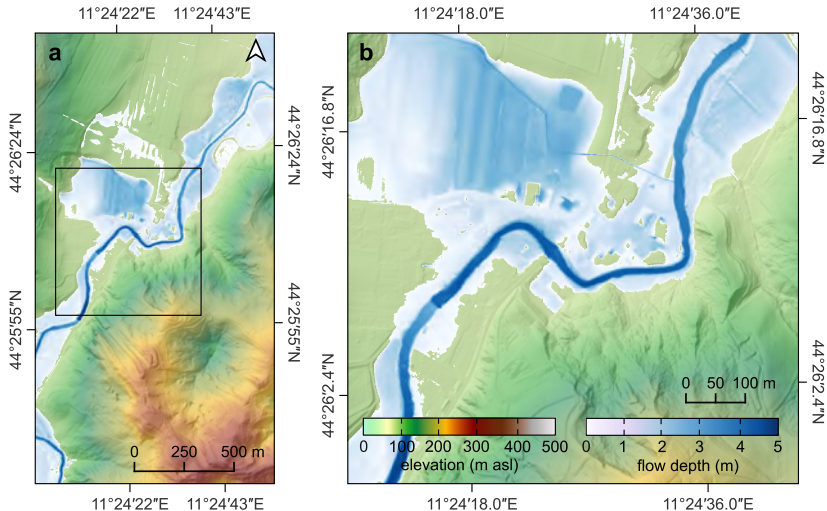 11°24′22″E 11°24′43″E 11°24′18.0″E 11°24′36.0″E
a b
44°26′24″N 44°26′24″N 44°26′16.8″N 44°26′16.8″N
44°25′55″N 44°25′55″N 44°26′2.4″N 44°26′2.4″N
0 50 100 m
0 100 200 300 400 500
elevation (m asl)
0 1 2 3 4 5
flow depth (m)
0 250 500 m
11°24′22″E 11°24′43″E 11°24′18.0″E 11°24′36.0″E